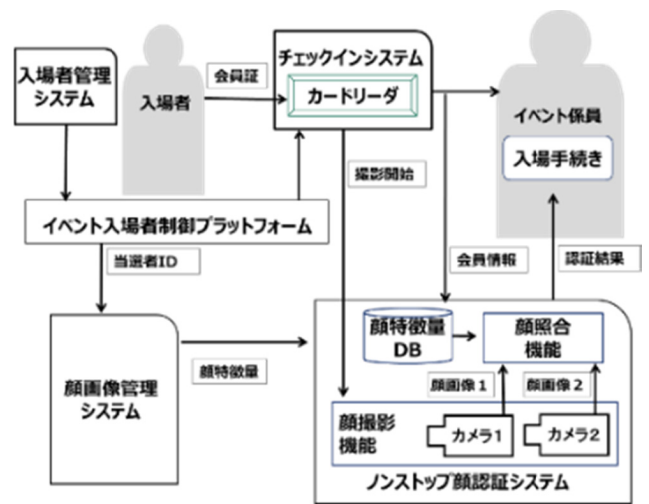 入場者管理
システム
入場者
会員証
チェックインシステム
カードリーダ
イベント係員
入場手続き
撮影開始
イベント入場者制御プラットフォーム
当選者ID
会員情報
認証結果
顔画像管理
システム
顔特徴量
顔特徴量
DB
顔照合
機能
顔画像1
顔画像2
顔撮影
機能
カメラ1
カメラ2
ノンストップ顔認証システム